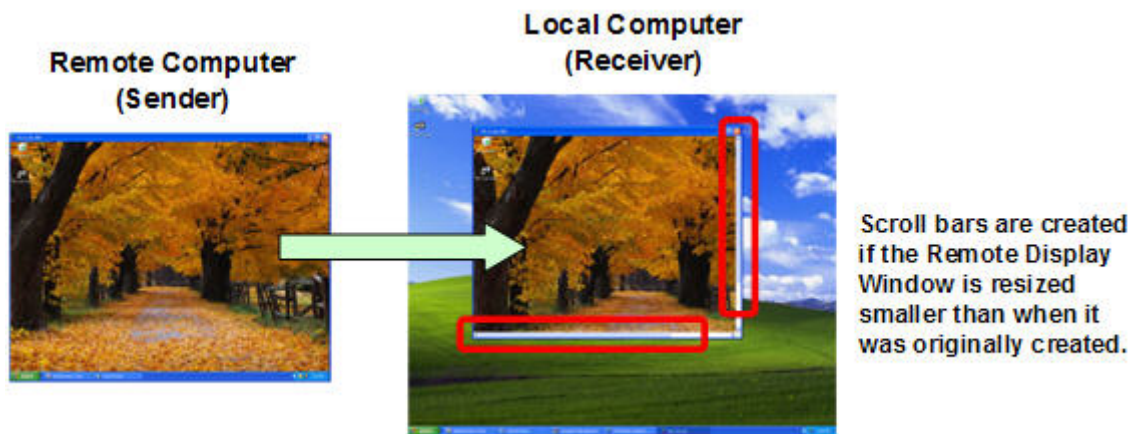 Remote Computer
(Sender)
Local Computer
(Receiver)
Scroll bars are created
if the Remote Display
Window is resized
smaller than when it
was originally created.